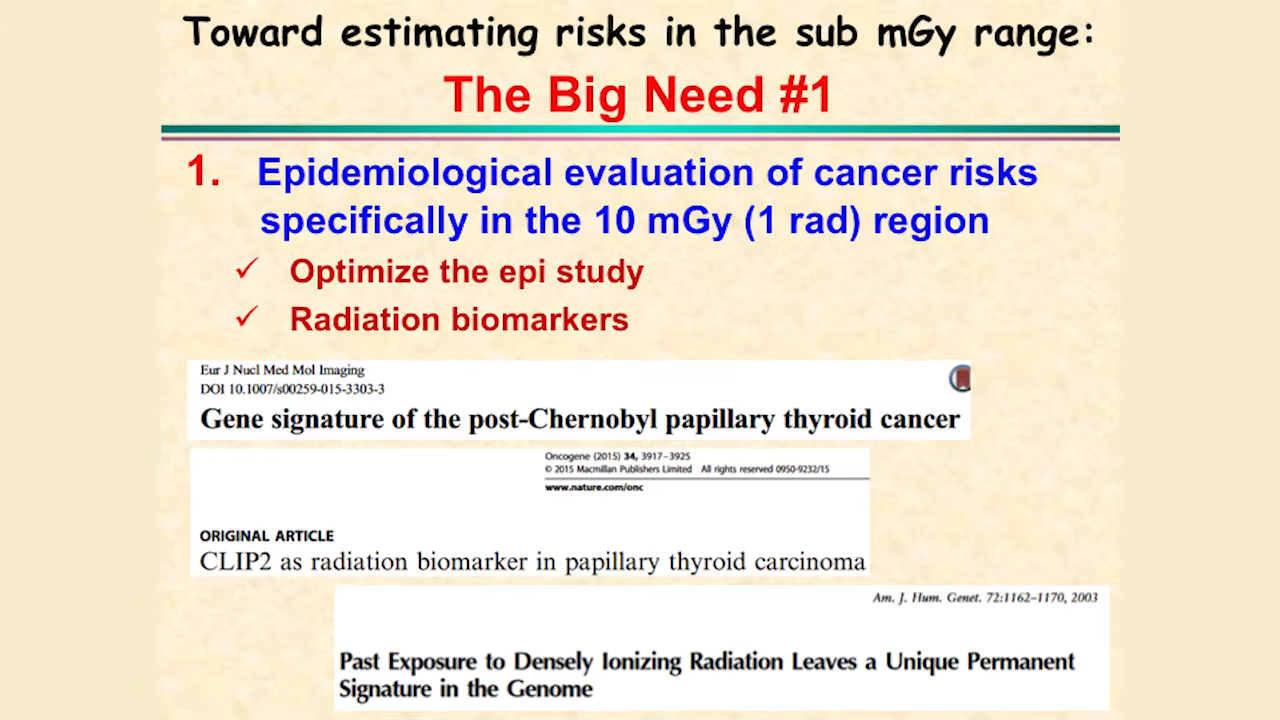 Toward estimating risks in the sub mGy range:
The Big Need #1
1. Epidemiological evaluation of cancer risks
specifically in the 10 mGy (1 rad) region
✓ Optimize the epi study
✓ Radiation biomarkers
Eur J Nucl Med Mol Imaging
DOI 10.1007/s00259-015-3303-3
Gene signature of the post-Chernobyl papillary thyroid cancer
Oncogene (2015) 34, 3917–3925
© 2015 Macmillan Publishers Limited All rights reserved 0950-9232/15
www.nature.com/onc
ORIGINAL ARTICLE
CLIP2 as radiation biomarker in papillary thyroid carcinoma
Am. J. Hum. Genet. 72:1162–1170, 2003
Past Exposure to Densely Ionizing Radiation Leaves a Unique Permanent
Signature in the Genome